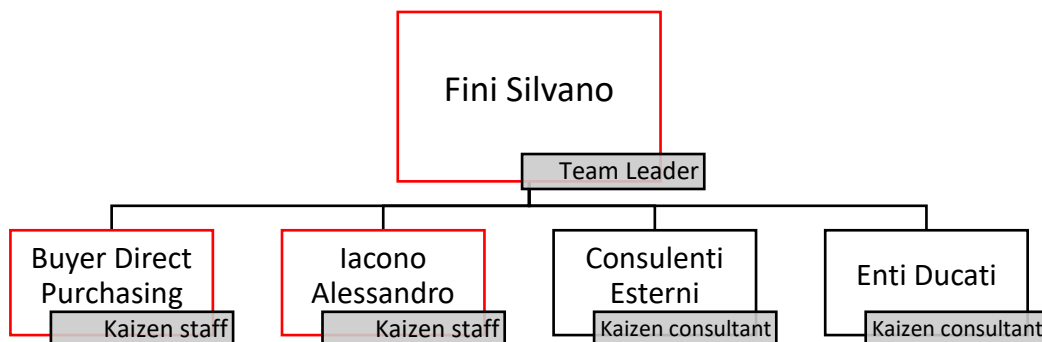 Fini Silvano
Team Leader
Buyer Direct
Purchasing
Kaizen staff
Iacono
Alessandro
Kaizen staff
Consulenti
Esterni
Kaizen consultant
Enti Ducati
Kaizen consultant